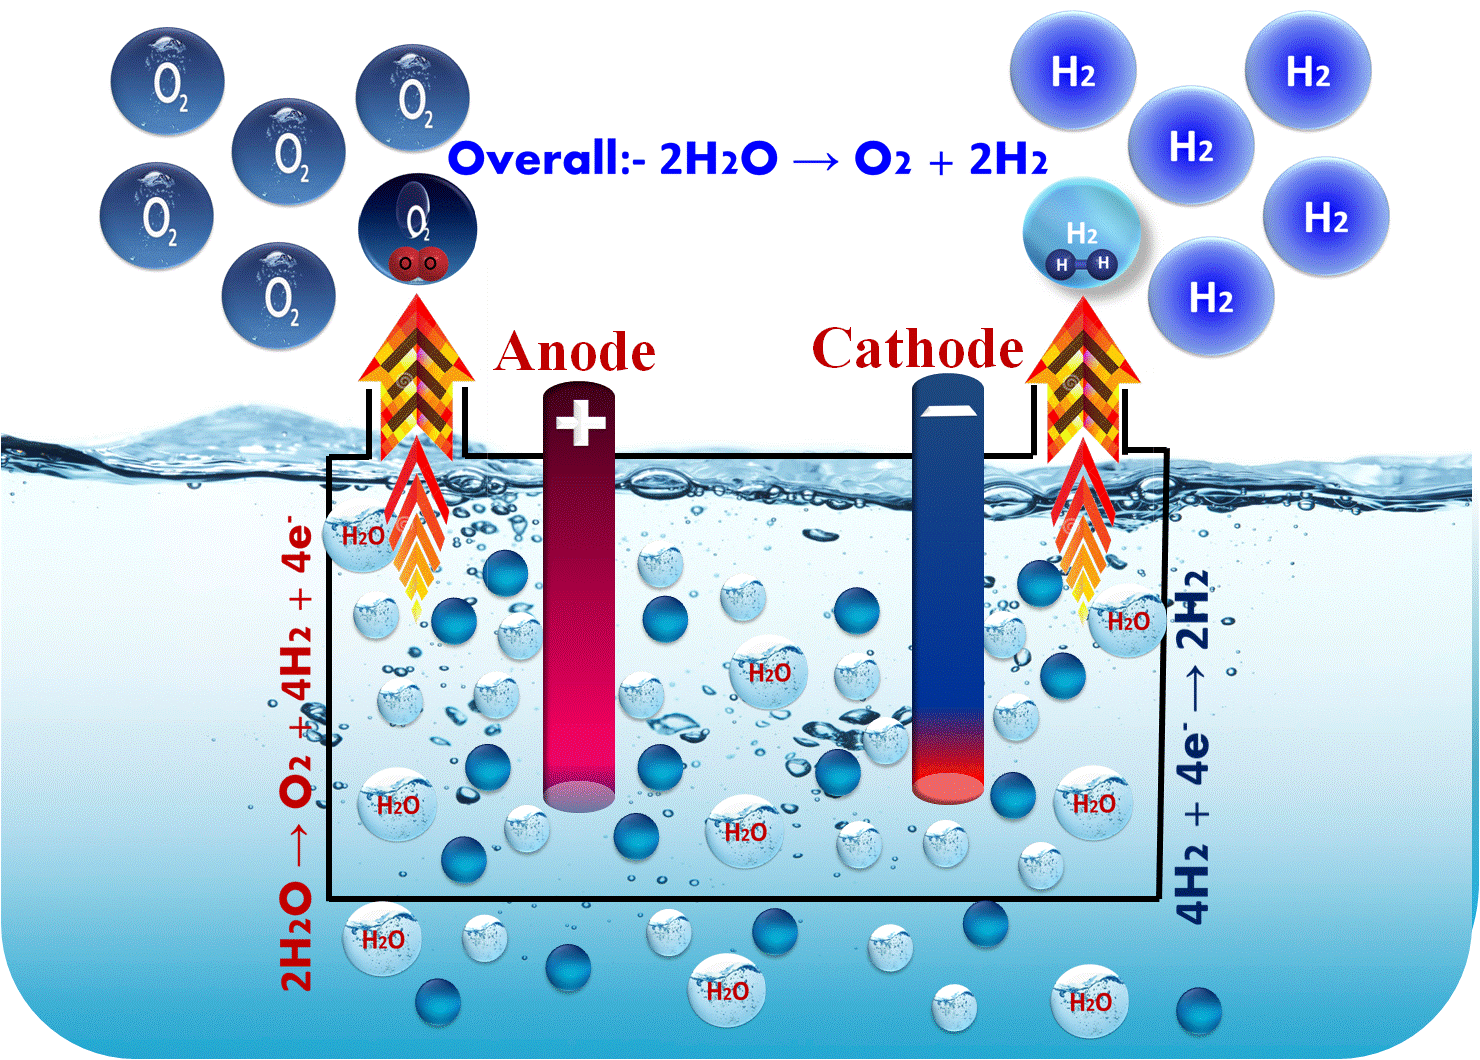 O2
O2
O2
O2
O2
O2
O O
H2
H2
H2
H2
H2
H2
H H
Overall:- 2H2O → O2 + 2H2
Anode
+
Cathode
−
2H2O → O2 + 4H2 + 4e-
4H2 + 4e- → 2H2
H2O
H2O
H2O
H2O
H2O
H2O
H2O
H2O
H2O